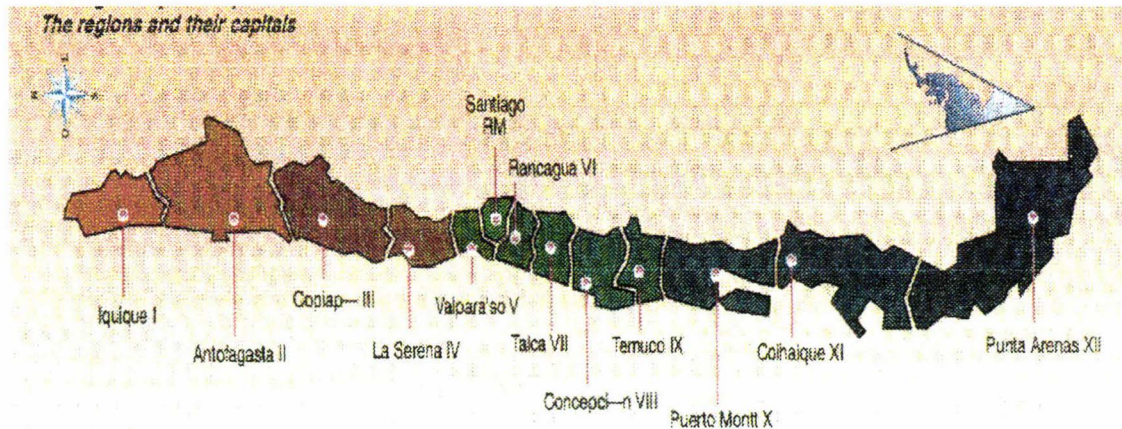 The regions and their capitals
Santiago
RM
Rancagua VI
Iquique I
Antofagasta II
Copiap— III
La Serena IV
Valpara'so V
Talca VII
Concepci—n VIII
Temuco IX
Puerto Montt X
Coihaique XI
Punta Arenas XII